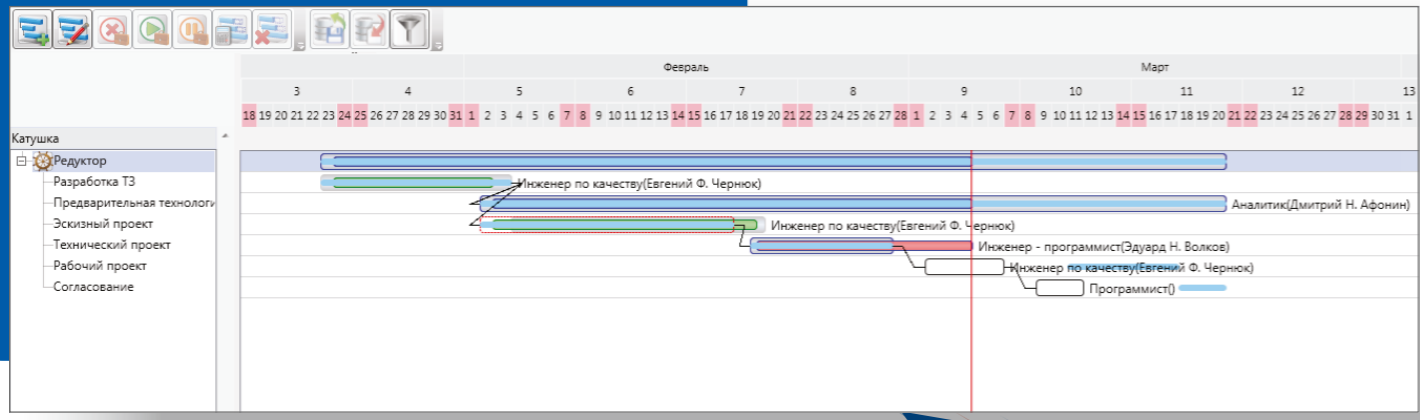 Февраль Март
3 4 5 6 7 8 9 10 11 12 13
18 19 20 21 22 23 24 25 26 27 28 29 30 31 1 2 3 4 5 6 7 8 9 10 11 12 13 14 15 16 17 18 19 20 21 22 23 24 25 26 27 28 1 2 3 4 5 6 7 8 9 10 11 12 13 14 15 16 17 18 19 20 21 22 23 24 25 26 27 28 29 30 31 1
Катушка
Редуктор
Разработка ТЗ Инженер по качеству(Евгений Ф. Чернюк)
Предварительная технологи Аналитик(Дмитрий Н. Афонин)
Эскизный проект Инженер по качеству(Евгений Ф. Чернюк)
Технический проект Инженер - программист(Эдуард Н. Волков)
Рабочий проект Инженер по качеству(Евгений Ф. Чернюк)
Согласование Программист()